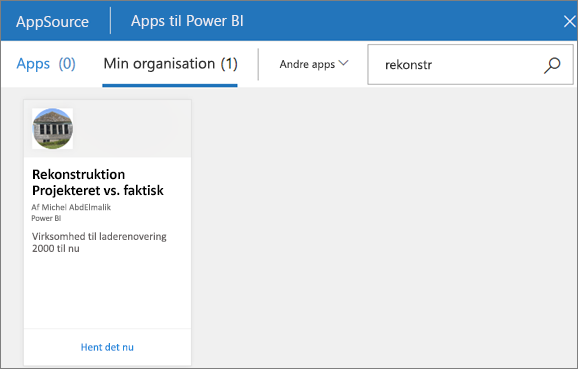 AppSource
Apps til Power BI
Apps (0)
Min organisation (1)
Andre apps
rekonstr
Rekonstruktion
Projekteret vs. faktisk
Af Michel AbdElmalik
Power BI
Virksomhed til laderenovering
2000 til nu
Hent det nu